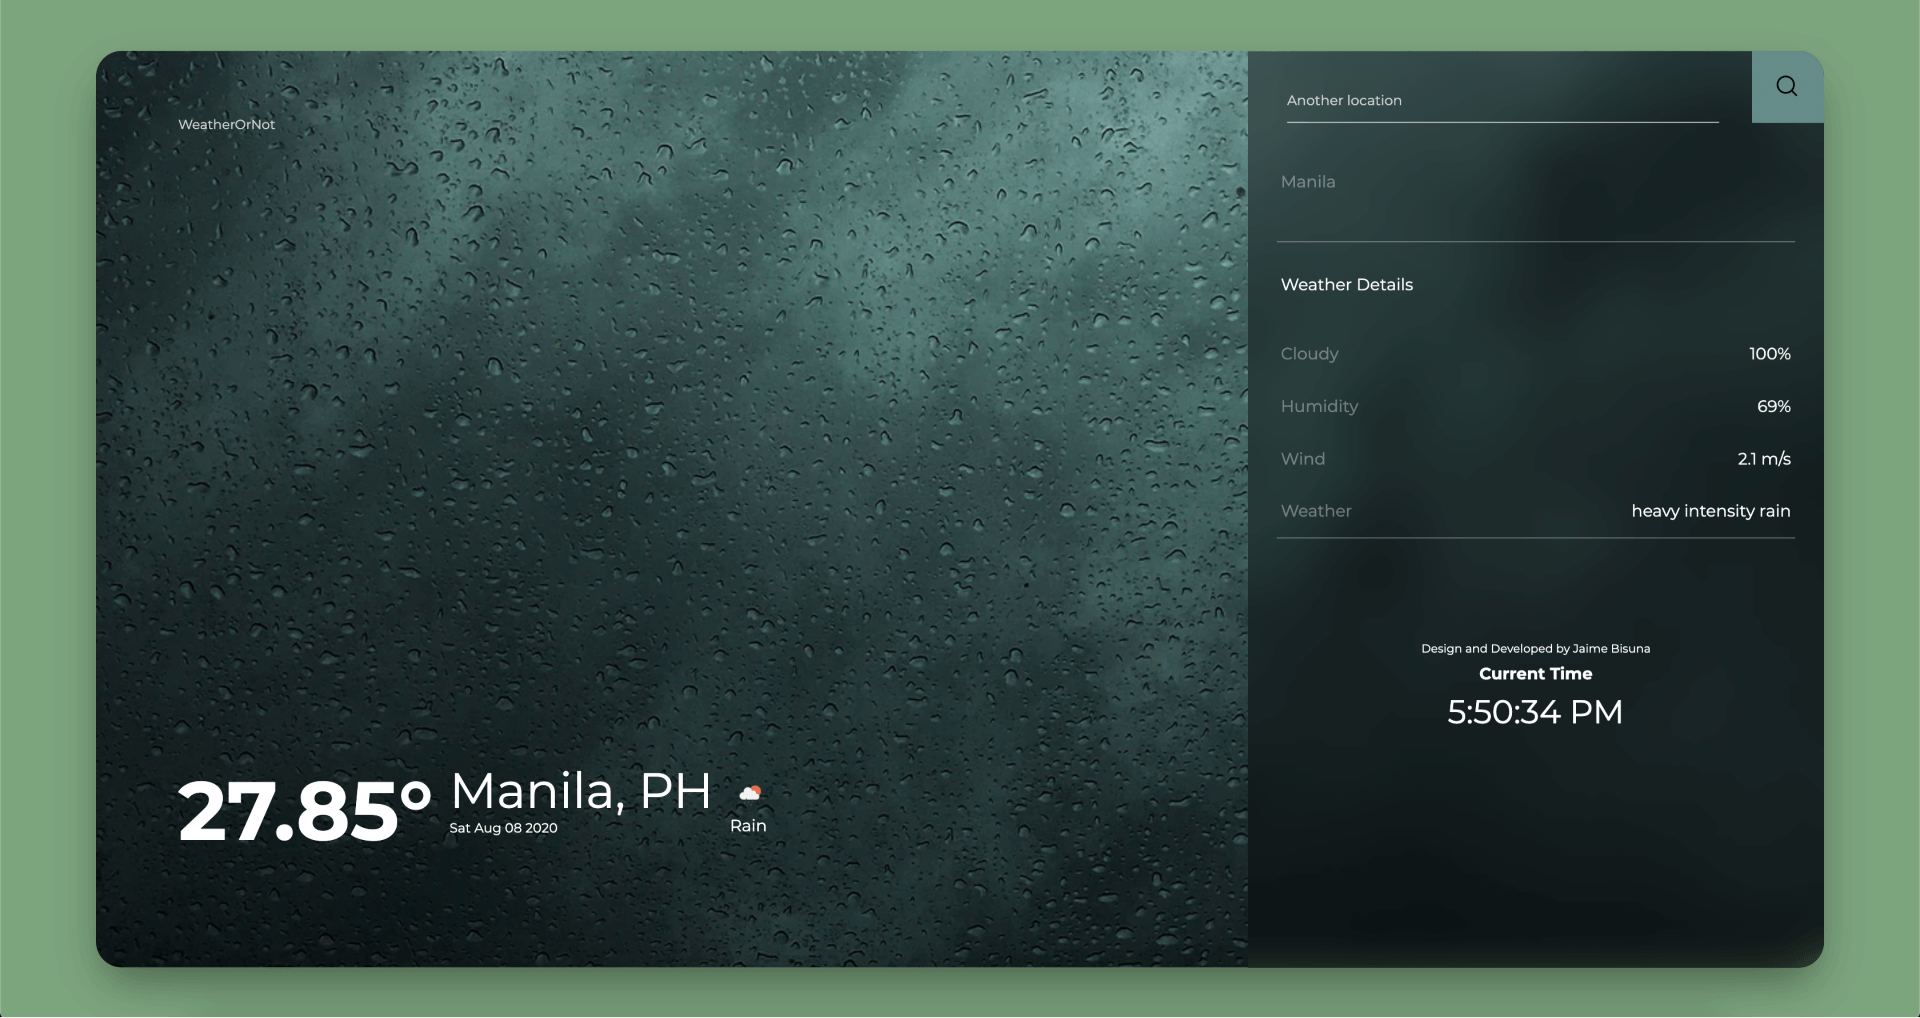 WeatherOrNot
27.85°
Manila, PH
Sat Aug 08 2020
Rain
Another location
Manila
Weather Details
Cloudy 100%
Humidity 69%
Wind 2.1 m/s
Weather heavy intensity rain
Design and Developed by Jaime Bisuna
Current Time
5:50:34 PM